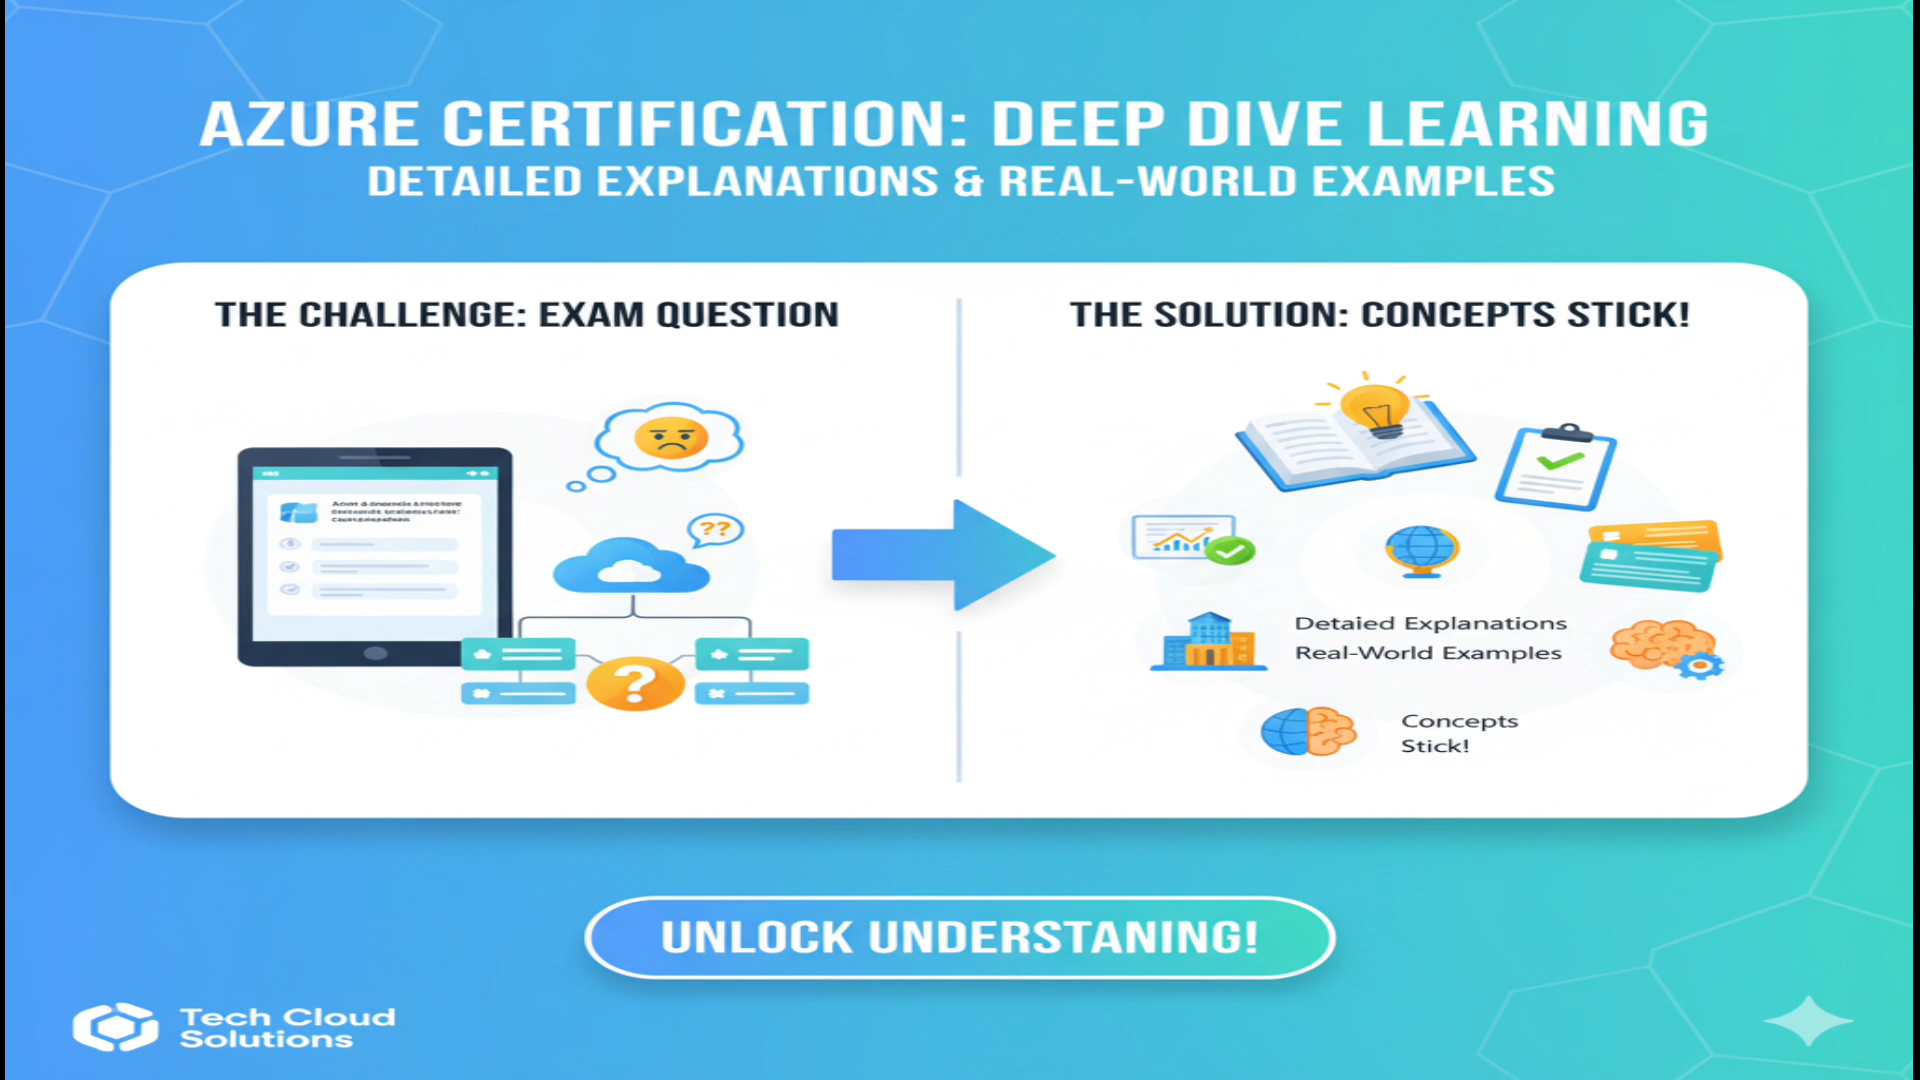 AZURE CERTIFICATION: DEEP DIVE LEARNING
DETAILED EXPLANATIONS & REAL-WORLD EXAMPLES
THE CHALLENGE: EXAM QUESTION
??
?
THE SOLUTION: CONCEPTS STICK!
Detaied Explanations
Real-World Examples
Concepts
Stick!
UNLOCK UNDERSTANING!
Tech Cloud
Solutions